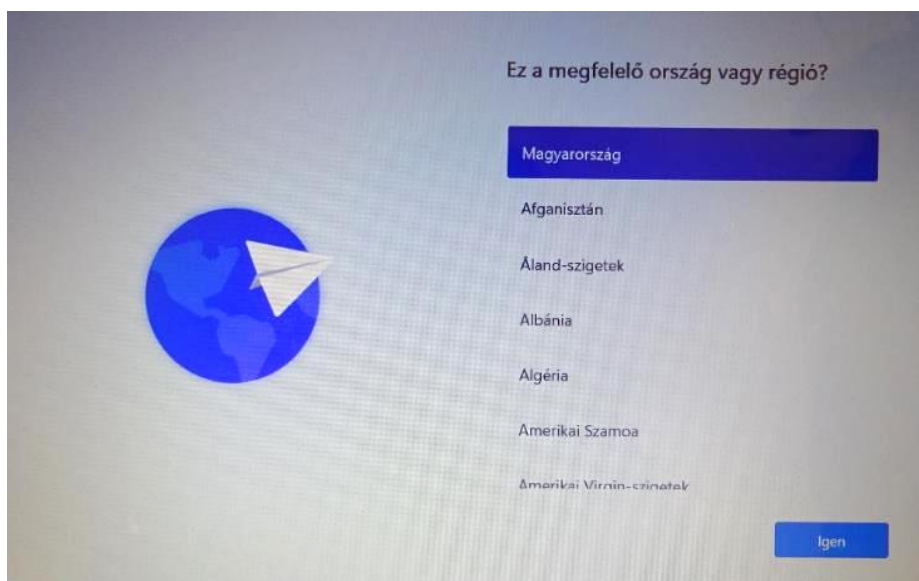 Ez a megfelelő ország vagy régió?
Magyarország
Afganisztán
Åland-szigetek
Albánia
Algéria
Amerikai Szamoa
Amerikai Virgin-szigetek
Igen